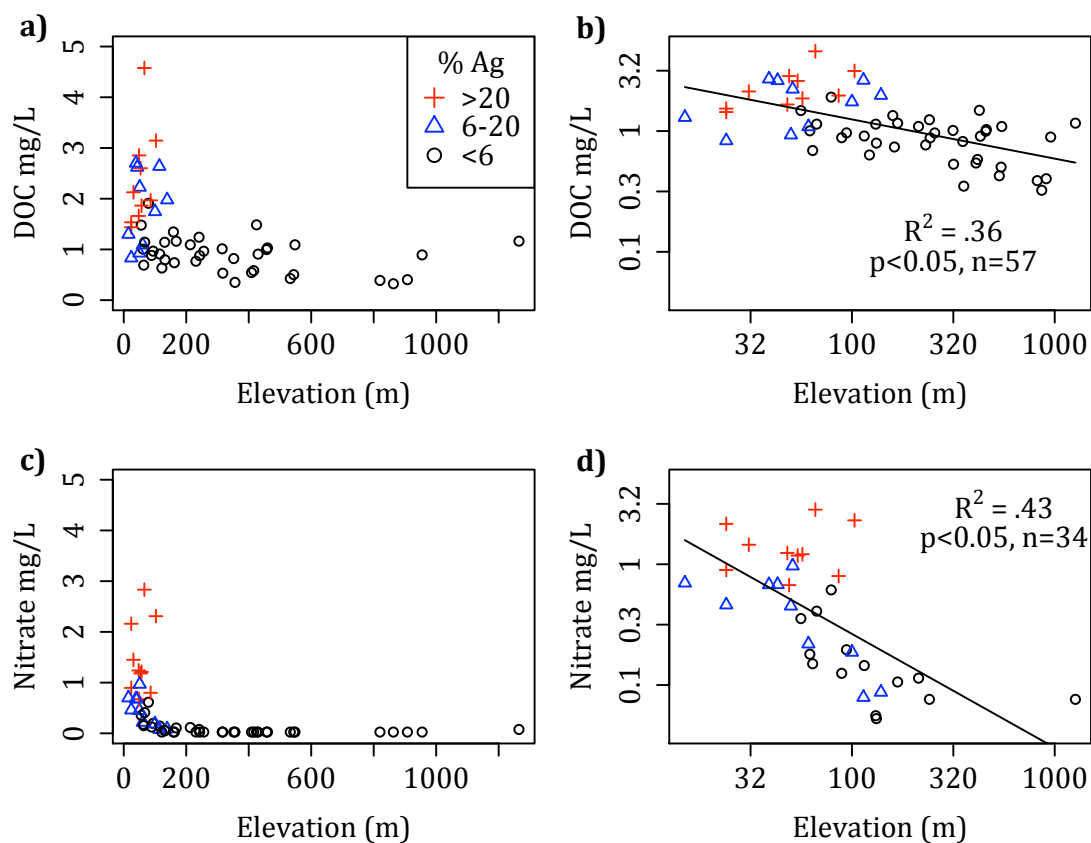 a)
DOC mg/L
0 1 2 3 4 5
0 200 600 1000
Elevation (m)
% Ag
>20
6-20
<6
b)
DOC mg/L
0.1 0.3 1 3.2
32 100 320 1000
Elevation (m)
R² = .36
p<0.05, n=57
c)
Nitrate mg/L
0 1 2 3 4 5
0 200 600 1000
Elevation (m)
d)
Nitrate mg/L
0.1 0.3 1 3.2
32 100 320 1000
Elevation (m)
R² = .43
p<0.05, n=34